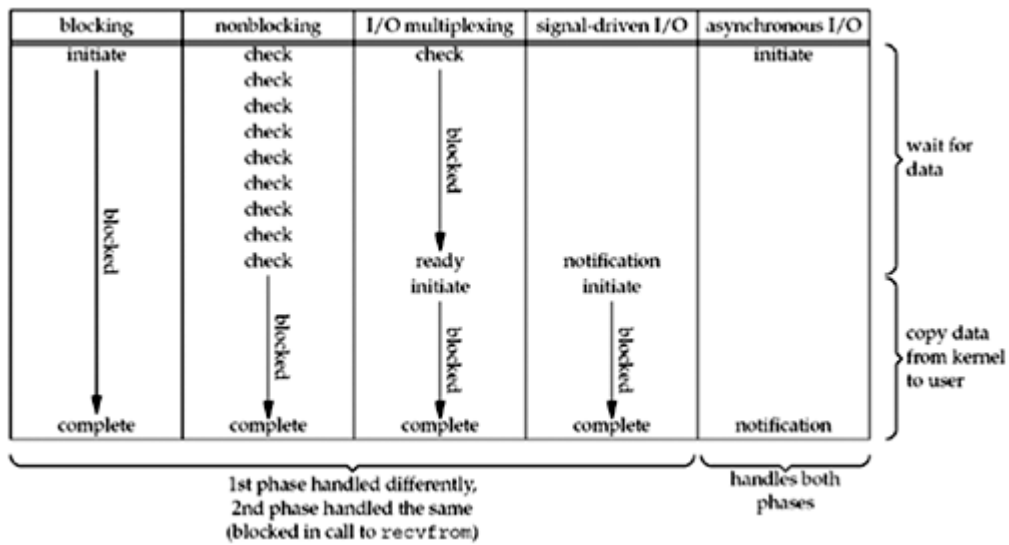 blocking nonblocking I/O multiplexing signal-driven I/O asynchronous I/O
initiate check check initiate
check
check
check
check
check
check
check
check ready notification
initiate initiate
blocked
blocked
blocked
blocked
blocked
complete complete complete complete notification
wait for
data
copy data
from kernel
to user
1st phase handled differently,
2nd phase handled the same
(blocked in call to recvfrom)
handles both
phases